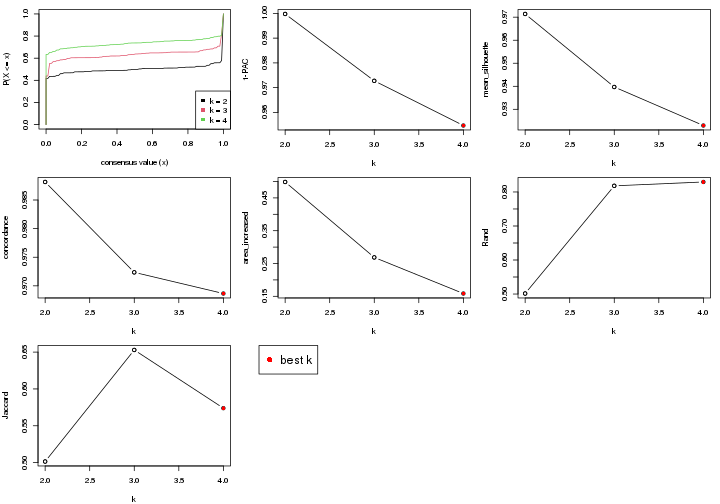 P(X <= x)
0.0 0.2 0.4 0.6 0.8 1.0
0.0 0.2 0.4 0.6 0.8 1.0
consensus value (x)
k = 2
k = 3
k = 4
1-PAC
0.96 0.97 0.98 0.99 1.00
2.0 2.5 3.0 3.5 4.0
k
mean_silhouette
0.93 0.94 0.95 0.96 0.97
2.0 2.5 3.0 3.5 4.0
k
concordance
0.970 0.975 0.980 0.985
2.0 2.5 3.0 3.5 4.0
k
area_increased
0.15 0.25 0.35 0.45
2.0 2.5 3.0 3.5 4.0
k
Rand
0.50 0.60 0.70 0.80
2.0 2.5 3.0 3.5 4.0
k
Jaccard
0.50 0.55 0.60 0.65
2.0 2.5 3.0 3.5 4.0
k
best k